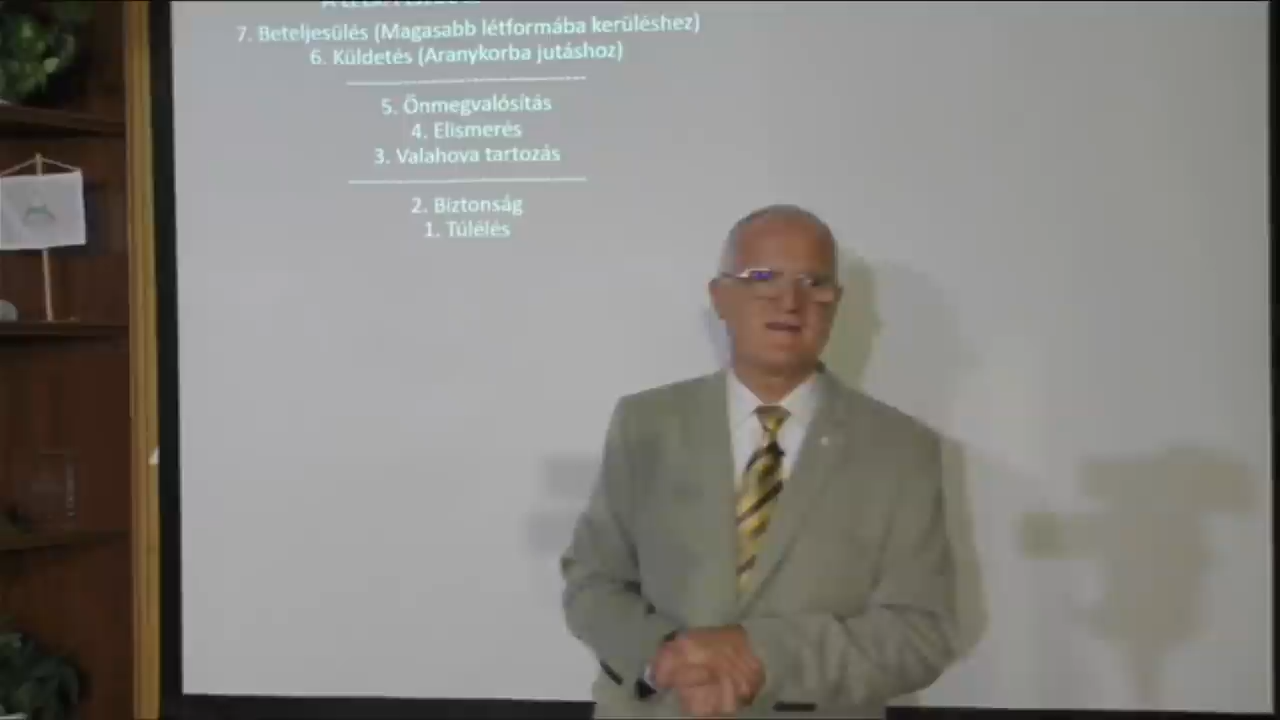 7. Beteljesülés (Magasabb létformába kerüléshez)
6. Küldetés (Aranykorba jutáshoz)
5. Önmegvalósítás
4. Elismerés
3. Valahova tartozás
2. Biztonság
1. Túlélés